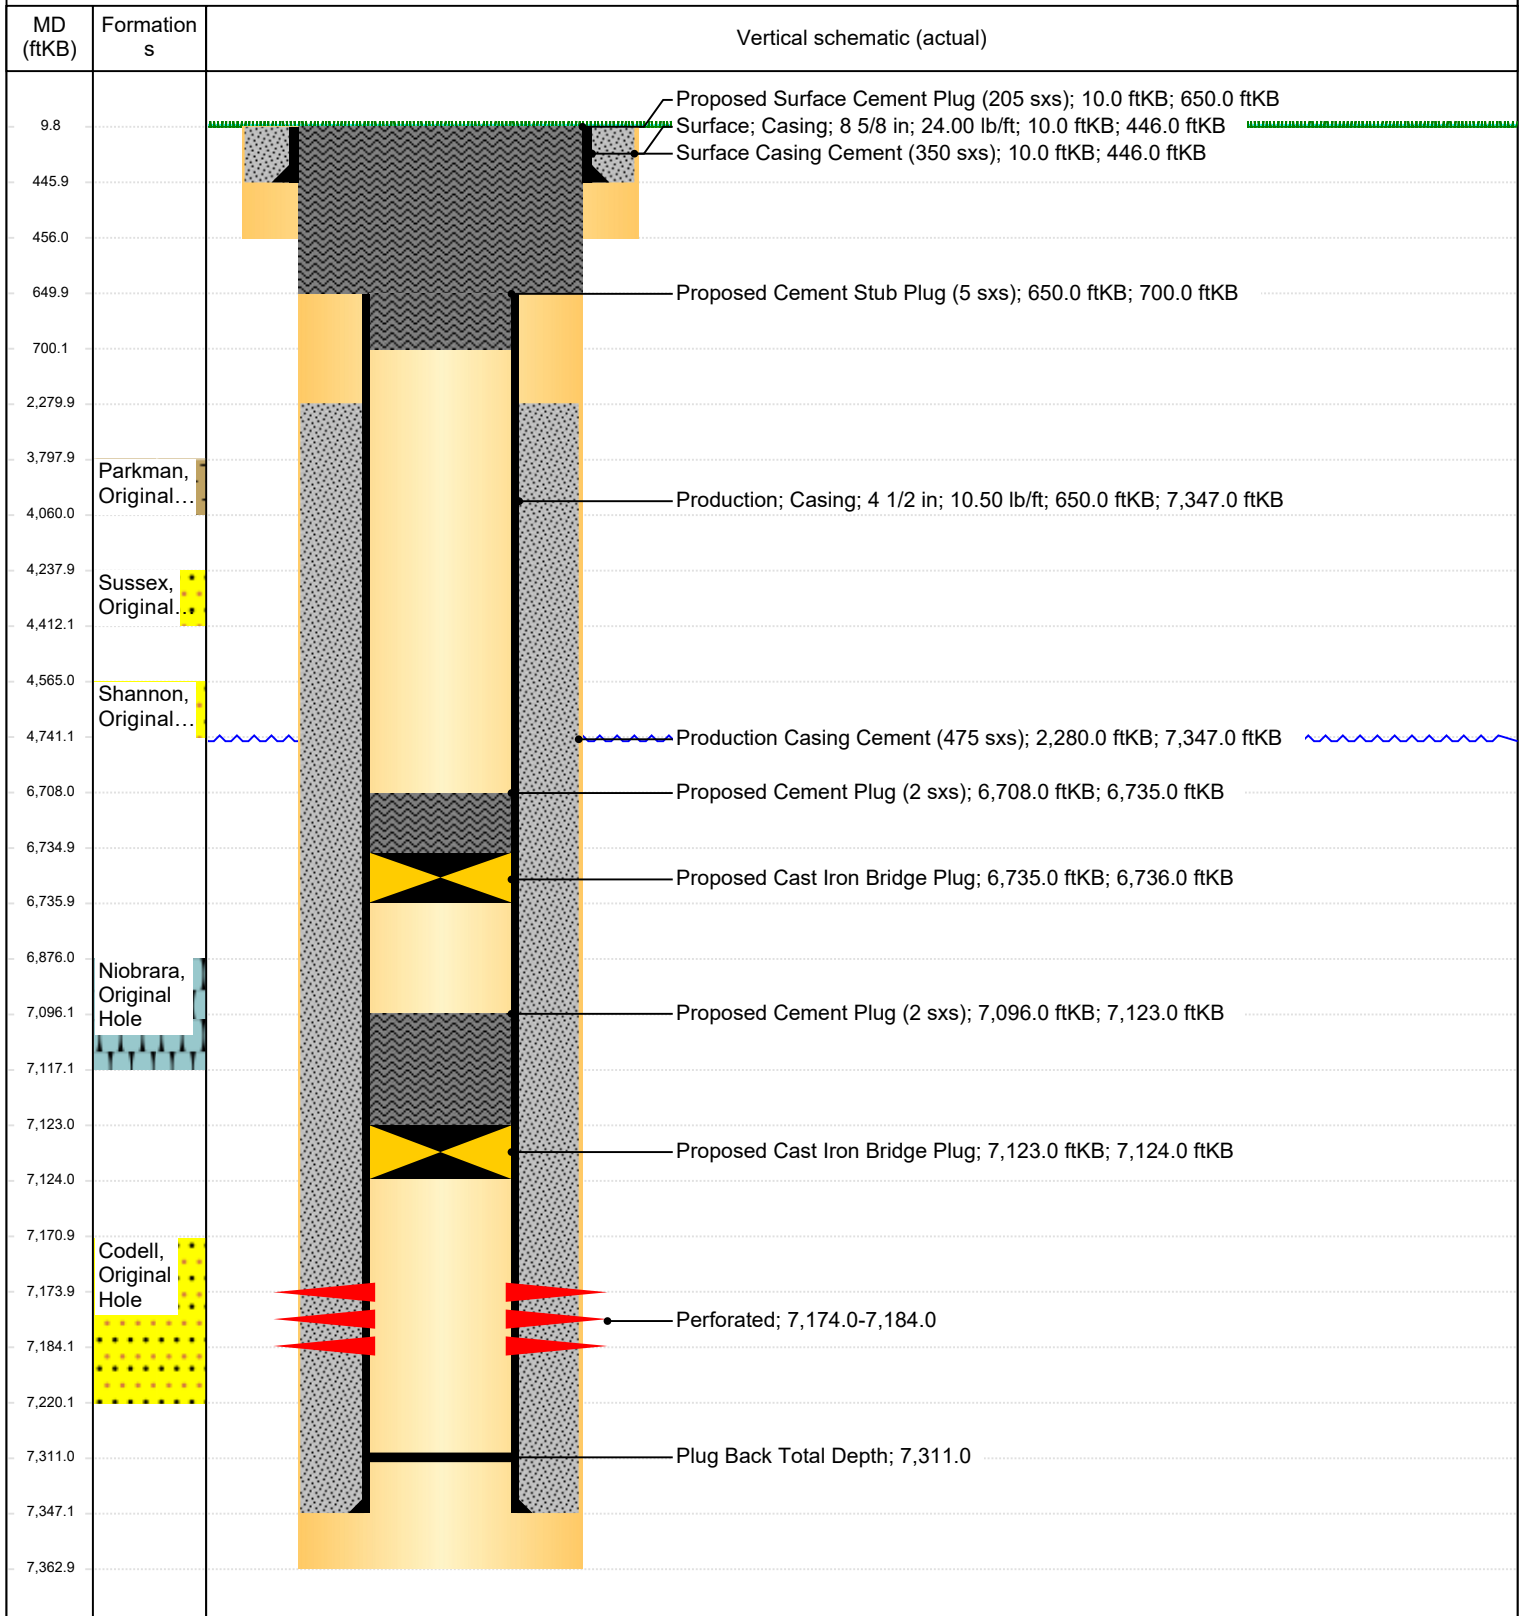 MD
(ftKB)
Formation
s
Vertical schematic (actual)
Proposed Surface Cement Plug (205 sxs); 10.0 ftKB; 650.0 ftKB
9.8
Surface; Casing; 8 5/8 in; 24.00 lb/ft; 10.0 ftKB; 446.0 ftKB
Surface Casing Cement (350 sxs); 10.0 ftKB; 446.0 ftKB
445.9
456.0
649.9
Proposed Cement Stub Plug (5 sxs); 650.0 ftKB; 700.0 ftKB
700.1
2,279.9
3,797.9
Parkman,
Original...
Production; Casing; 4 1/2 in; 10.50 lb/ft; 650.0 ftKB; 7,347.0 ftKB
4,060.0
4,237.9
Sussex,
Original...
4,412.1
4,565.0
Shannon,
Original...
4,741.1
Production Casing Cement (475 sxs); 2,280.0 ftKB; 7,347.0 ftKB
6,708.0
Proposed Cement Plug (2 sxs); 6,708.0 ftKB; 6,735.0 ftKB
6,734.9
Proposed Cast Iron Bridge Plug; 6,735.0 ftKB; 6,736.0 ftKB
6,735.9
6,876.0
Niobrara,
Original
Hole
7,096.1
Proposed Cement Plug (2 sxs); 7,096.0 ftKB; 7,123.0 ftKB
7,117.1
7,123.0
Proposed Cast Iron Bridge Plug; 7,123.0 ftKB; 7,124.0 ftKB
7,124.0
7,170.9
Codell,
Original
Hole
7,173.9
Perforated; 7,174.0-7,184.0
7,184.1
7,220.1
7,311.0
Plug Back Total Depth; 7,311.0
7,347.1
7,362.9